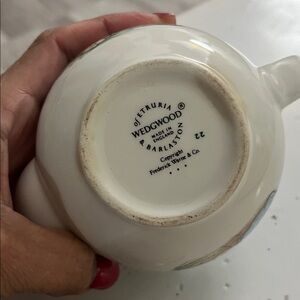 of ETRURIA
WEDGWOOD®
MADE IN
ENGLAND
& BARLASTON
22
Copyright
Frederick Warne & Co.